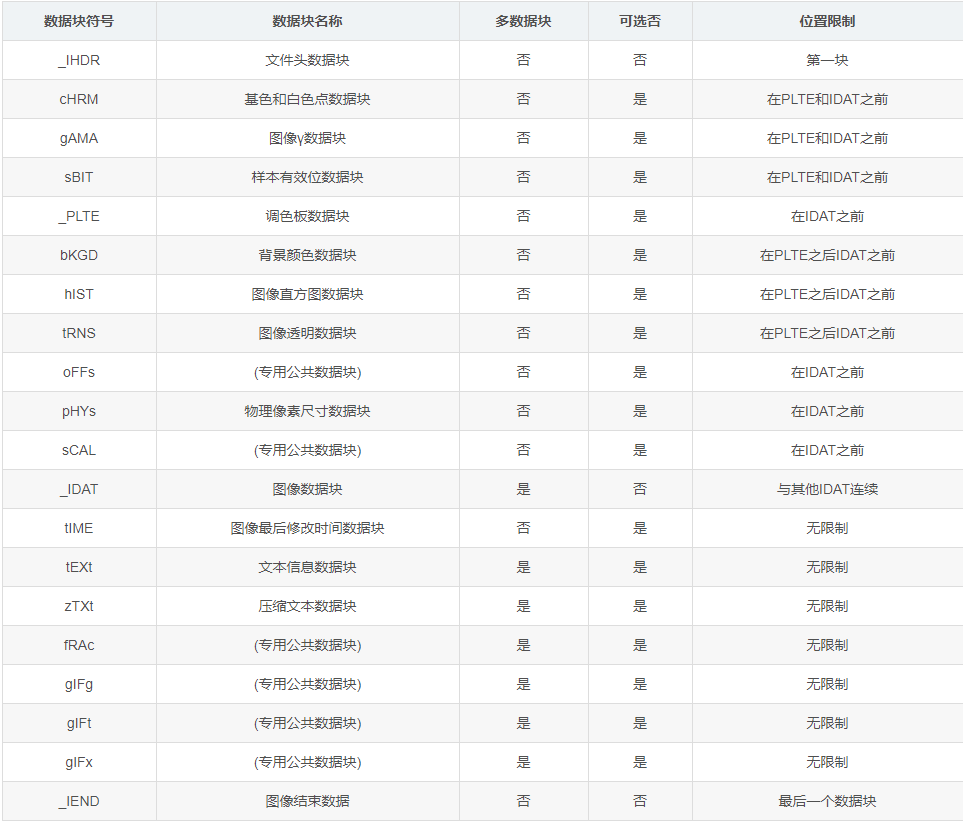 数据块符号 数据块名称 多数据块 可选否 位置限制
_IHDR 文件头数据块 否 否 第一块
cHRM 基色和白色点数据块 否 是 在PLTE和IDAT之前
gAMA 图像γ数据块 否 是 在PLTE和IDAT之前
sBIT 样本有效位数据块 否 是 在PLTE和IDAT之前
_PLTE 调色板数据块 否 是 在IDAT之前
bKGD 背景颜色数据块 否 是 在PLTE之后IDAT之前
hIST 图像直方图数据块 否 是 在PLTE之后IDAT之前
tRNS 图像透明数据块 否 是 在PLTE之后IDAT之前
oFFs (专用公共数据块) 否 是 在IDAT之前
pHYs 物理像素尺寸数据块 否 是 在IDAT之前
sCAL (专用公共数据块) 否 是 在IDAT之前
_IDAT 图像数据块 是 否 与其他IDAT连续
tIME 图像最后修改时间数据块 否 是 无限制
tEXt 文本信息数据块 是 是 无限制
zTXt 压缩文本数据块 是 是 无限制
fRAc (专用公共数据块) 是 是 无限制
gIFg (专用公共数据块) 是 是 无限制
gIFt (专用公共数据块) 是 是 无限制
gIFx (专用公共数据块) 是 是 无限制
_IEND 图像结束数据 否 否 最后一个数据块